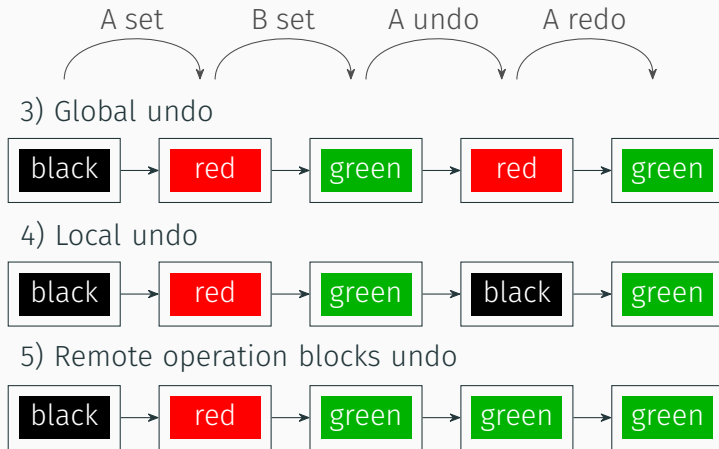 A set B set A undo A redo
3) Global undo
black red green red green
4) Local undo
black red green black green
5) Remote operation blocks undo
black red green green green